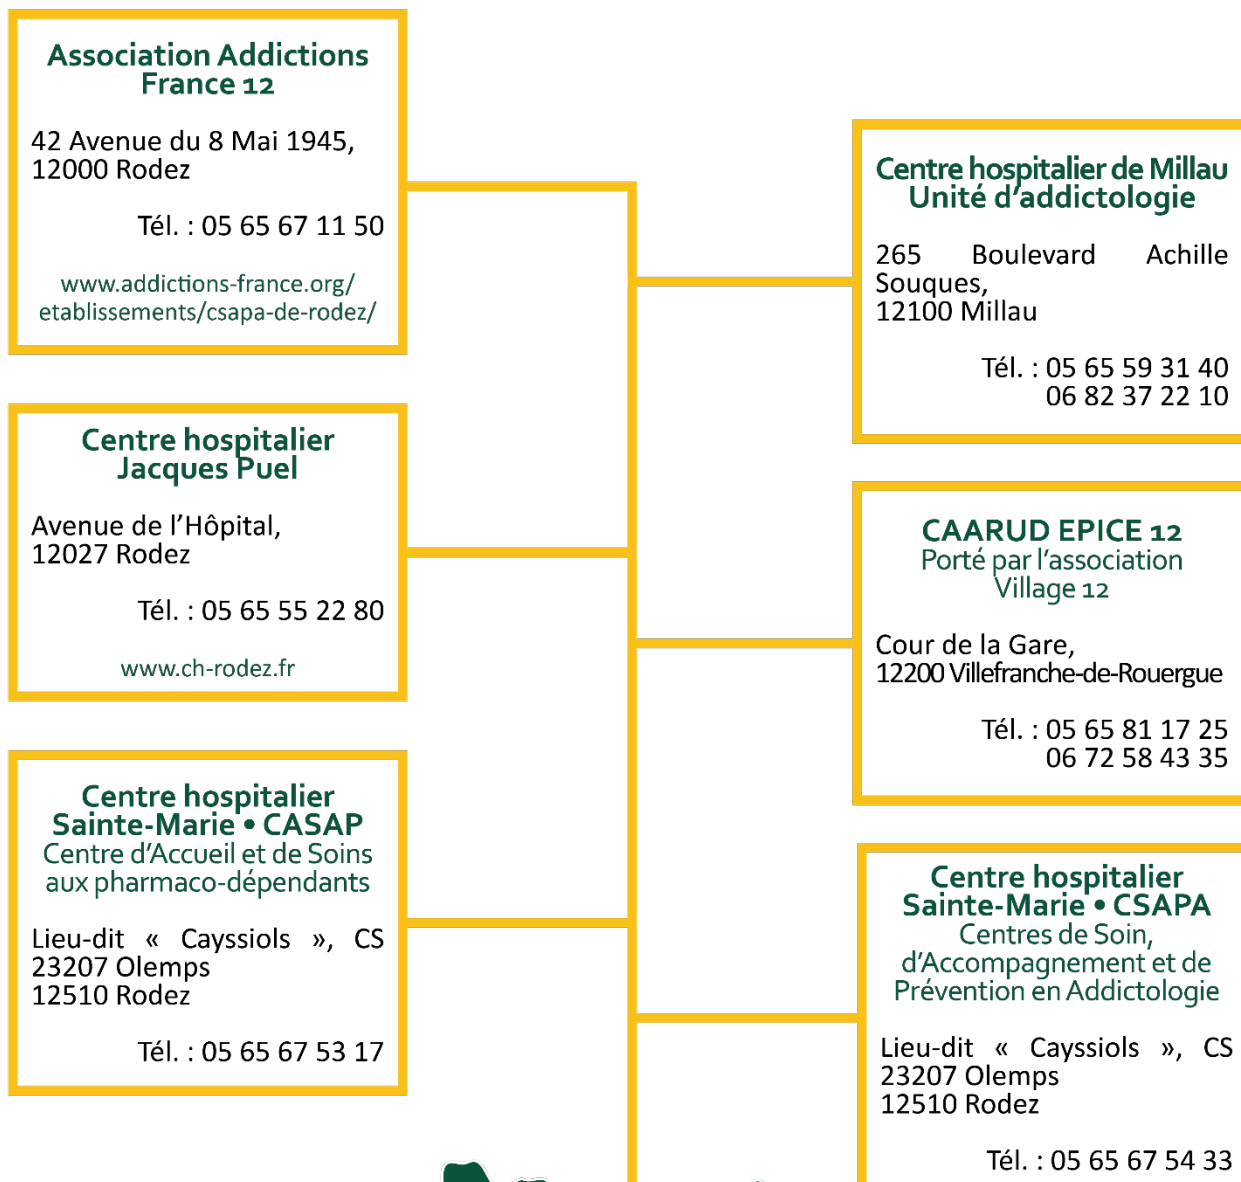 Association Addictions
France 12
42 Avenue du 8 Mai 1945,
12000 Rodez
Tél. : 05 65 67 11 50
www.addictions-france.org/
etablissements/csapa-de-rodez/
Centre hospitalier
Jacques Puel
Avenue de l’Hôpital,
12027 Rodez
Tél. : 05 65 55 22 80
www.ch-rodez.fr
Centre hospitalier
Sainte-Marie • CASAP
Centre d’Accueil et de Soins
aux pharmaco-dépendants
Lieu-dit « Cayssiols », CS
23207 Olemps
12510 Rodez
Tél. : 05 65 67 53 17
Centre hospitalier de Millau
Unité d’addictologie
265 Boulevard Achille
Souques,
12100 Millau
Tél. : 05 65 59 31 40
06 82 37 22 10
CAARUD EPICE 12
Porté par l’association
Village 12
Cour de la Gare,
12200 Villefranche-de-Rouergue
Tél. : 05 65 81 17 25
06 72 58 43 35
Centre hospitalier
Sainte-Marie • CSAPA
Centres de Soin,
d’Accompagnement et de
Prévention en Addictologie
Lieu-dit « Cayssiols », CS
23207 Olemps
12510 Rodez
Tél. : 05 65 67 54 33